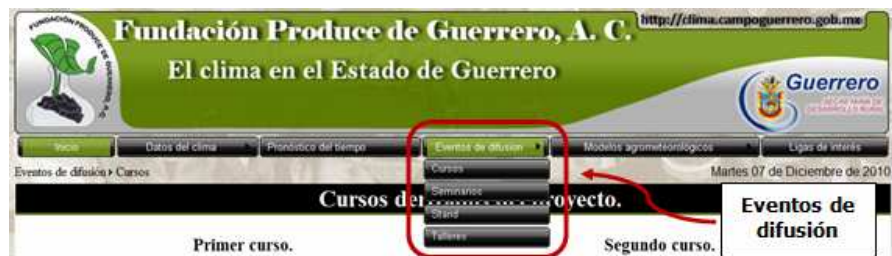 Fundación Produce de Guerrero, A. C.
http://clima.campoguerrero.gob.mx
El clima en el Estado de Guerrero
Guerrero
Inicio
Datos del clima
Pronóstico del tiempo
Eventos de difusión
Modelos agrometeorológicos
Ligas de interés
Eventos de difusión Cursos
Martes 07 de Diciembre de 2010
Cursos
Seminarios
Stand
Talleres
Cursos
Eventos de
difusión
Primer curso.
Segundo curso.